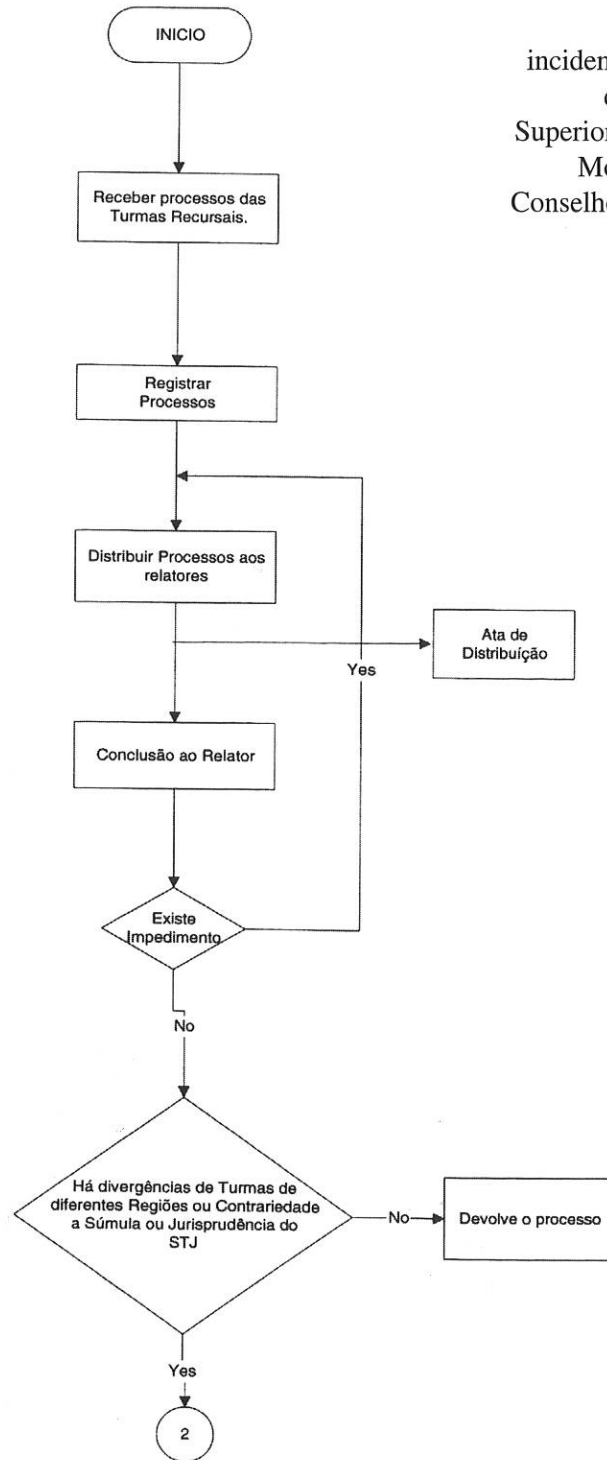 INICIO
inciden
Superior
Mo
Conselho
Receber processos das
Turmas Recursais.
Registrar
Processos
Distribuir Processos aos
relatores
Ata de
Distribuíção
Yes
Conclusão ao Relator
Existe
Impedimento
No
Há divergências de Turmas de
diferentes Regiões ou Contrariedade
a Súmula ou Jurisprudência do
STJ
No
Devolve o processo
Yes
2